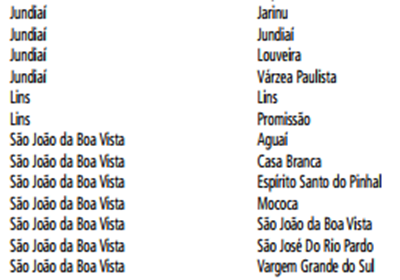 Jundiaí Jarinu
Jundiaí Jundiaí
Jundiaí Louveira
Jundiaí Várzea Paulista
Lins Lins
Lins Promissão
São João da Boa Vista Aguaí
São João da Boa Vista Casa Branca
São João da Boa Vista Espírito Santo do Pinhal
São João da Boa Vista Mococa
São João da Boa Vista São João da Boa Vista
São João da Boa Vista São José Do Rio Pardo
São João da Boa Vista Vargem Grande do Sul